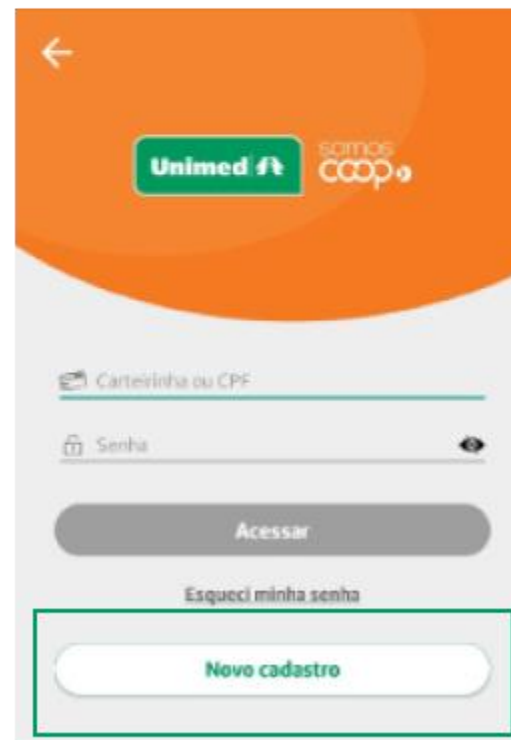 Unimed
somos
coop
Carteirinha ou CPF
Senha
Acessar
Esqueci minha senha
Novo cadastro